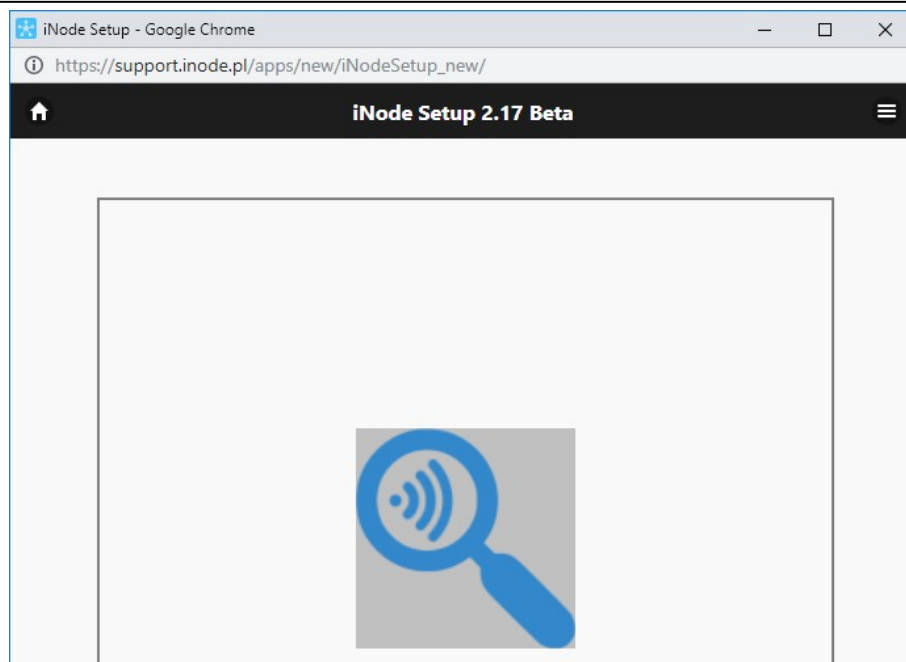 iNode Setup - Google Chrome
https://support.inode.pl/apps/new/iNodeSetup_new/
iNode Setup 2.17 Beta